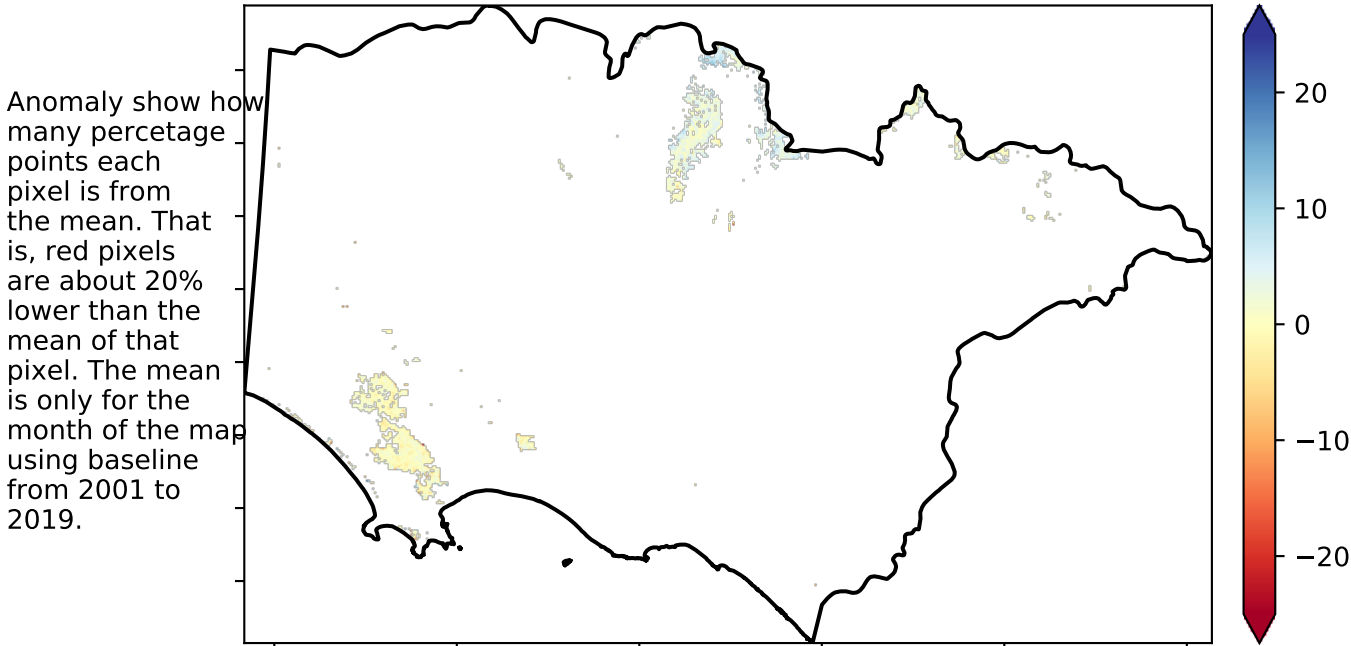 Anomaly show how
many percetage
points each
pixel is from
the mean. That
is, red pixels
are about 20%
lower than the
mean of that
pixel. The mean
is only for the
month of the map
using baseline
from 2001 to
2019.
20
10
0
−10
−20